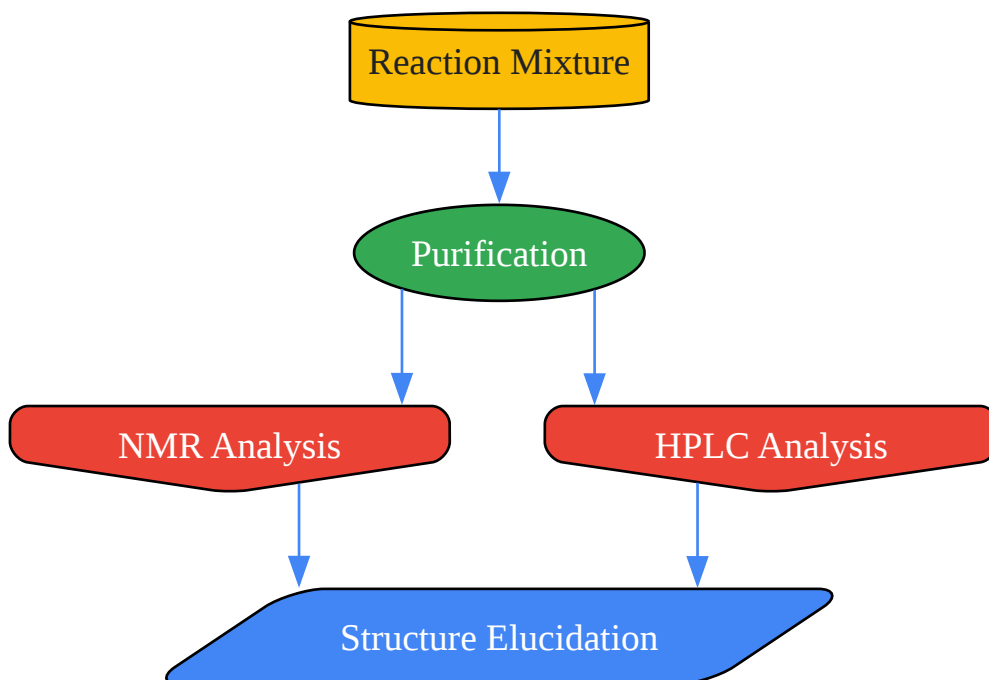 Reaction Mixture
Purification
NMR Analysis
HPLC Analysis
Structure Elucidation